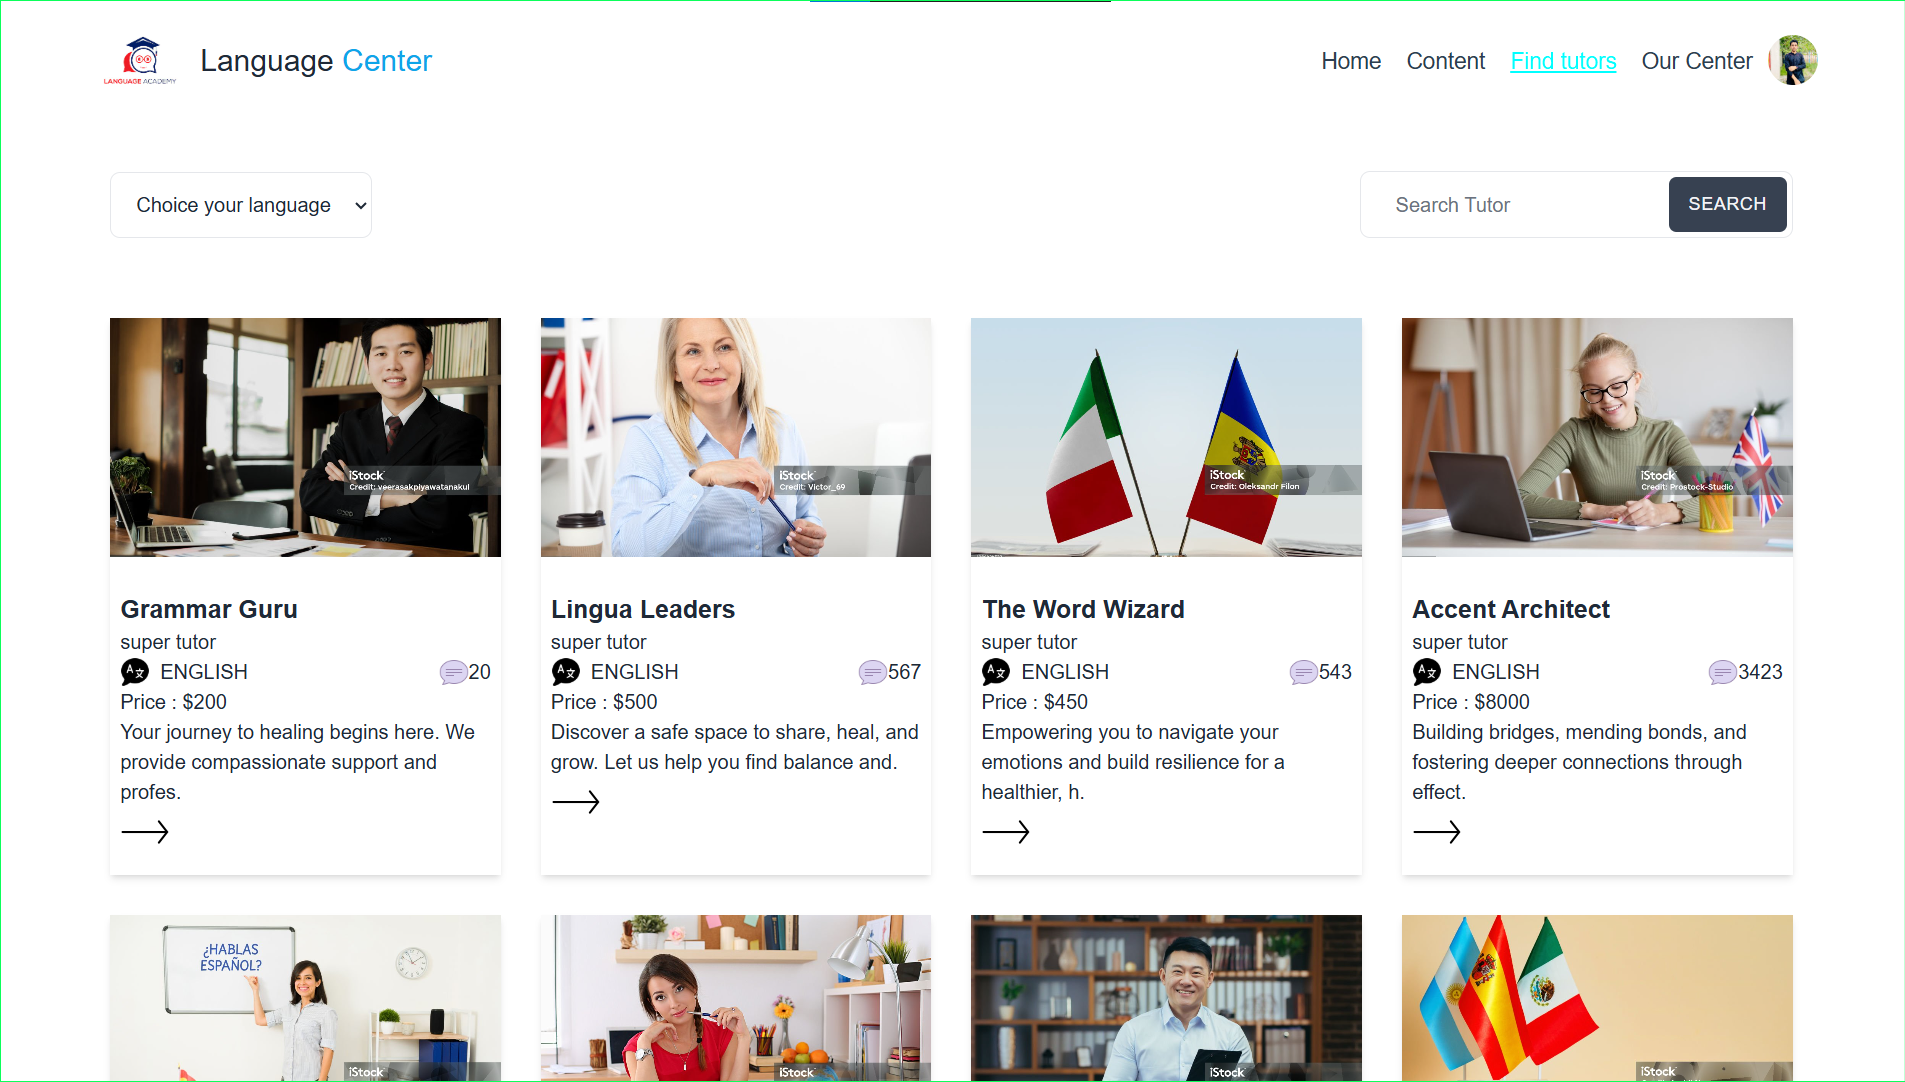 LANGUAGE ACADEMY
Language Center
Home Content Find tutors Our Center
Choice your language
Search Tutor SEARCH
iStock
Credit: veerasakpiyawatanakul
iStock
Credit: Victor_69
iStock
Credit: Oleksandr Filon
iStock
Credit: Prostock-Studio
Grammar Guru
super tutor
ENGLISH 20
Price : $200
Your journey to healing begins here. We
provide compassionate support and
profes.
Lingua Leaders
super tutor
ENGLISH 567
Price : $500
Discover a safe space to share, heal, and
grow. Let us help you find balance and.
The Word Wizard
super tutor
ENGLISH 543
Price : $450
Empowering you to navigate your
emotions and build resilience for a
healthier, h.
Accent Architect
super tutor
ENGLISH 3423
Price : $8000
Building bridges, mending bonds, and
fostering deeper connections through
effect.
¿HABLAS
ESPAÑOL?
iStock
iStock
iStock
iStock